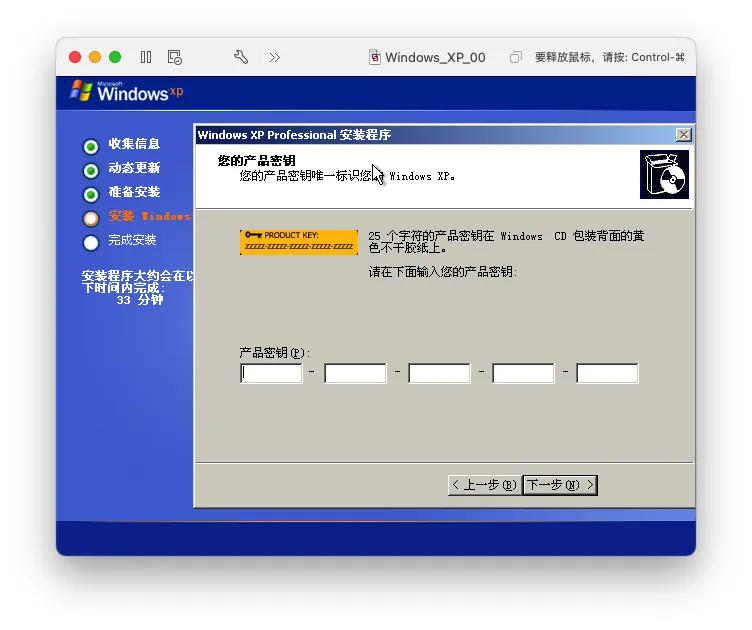 Windows_XP_00
要释放鼠标，请按: Control-⌘
Microsoft
Windows xp
Windows XP Professional 安装程序
收集信息
动态更新
准备安装
安装 Windows
完成安装
安装程序大约会在以
下时间内完成:
33 分钟
您的产品密钥
您的产品密钥唯一标识您 Windows XP。
PRODUCT KEY:
ZZZZZ-ZZZZZ-ZZZZZ-ZZZZZ-ZZZZZ
25 个字符的产品密钥在 Windows CD 包装背面的黄
色不干胶纸上。
请在下面输入您的产品密钥:
产品密钥(P):
- - - -
< 上一步(B)
下一步(N) >